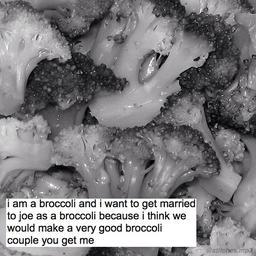 i am a broccoli and i want to get married
to joe as a broccoli because i think we
would make a very good broccoli
couple you get me